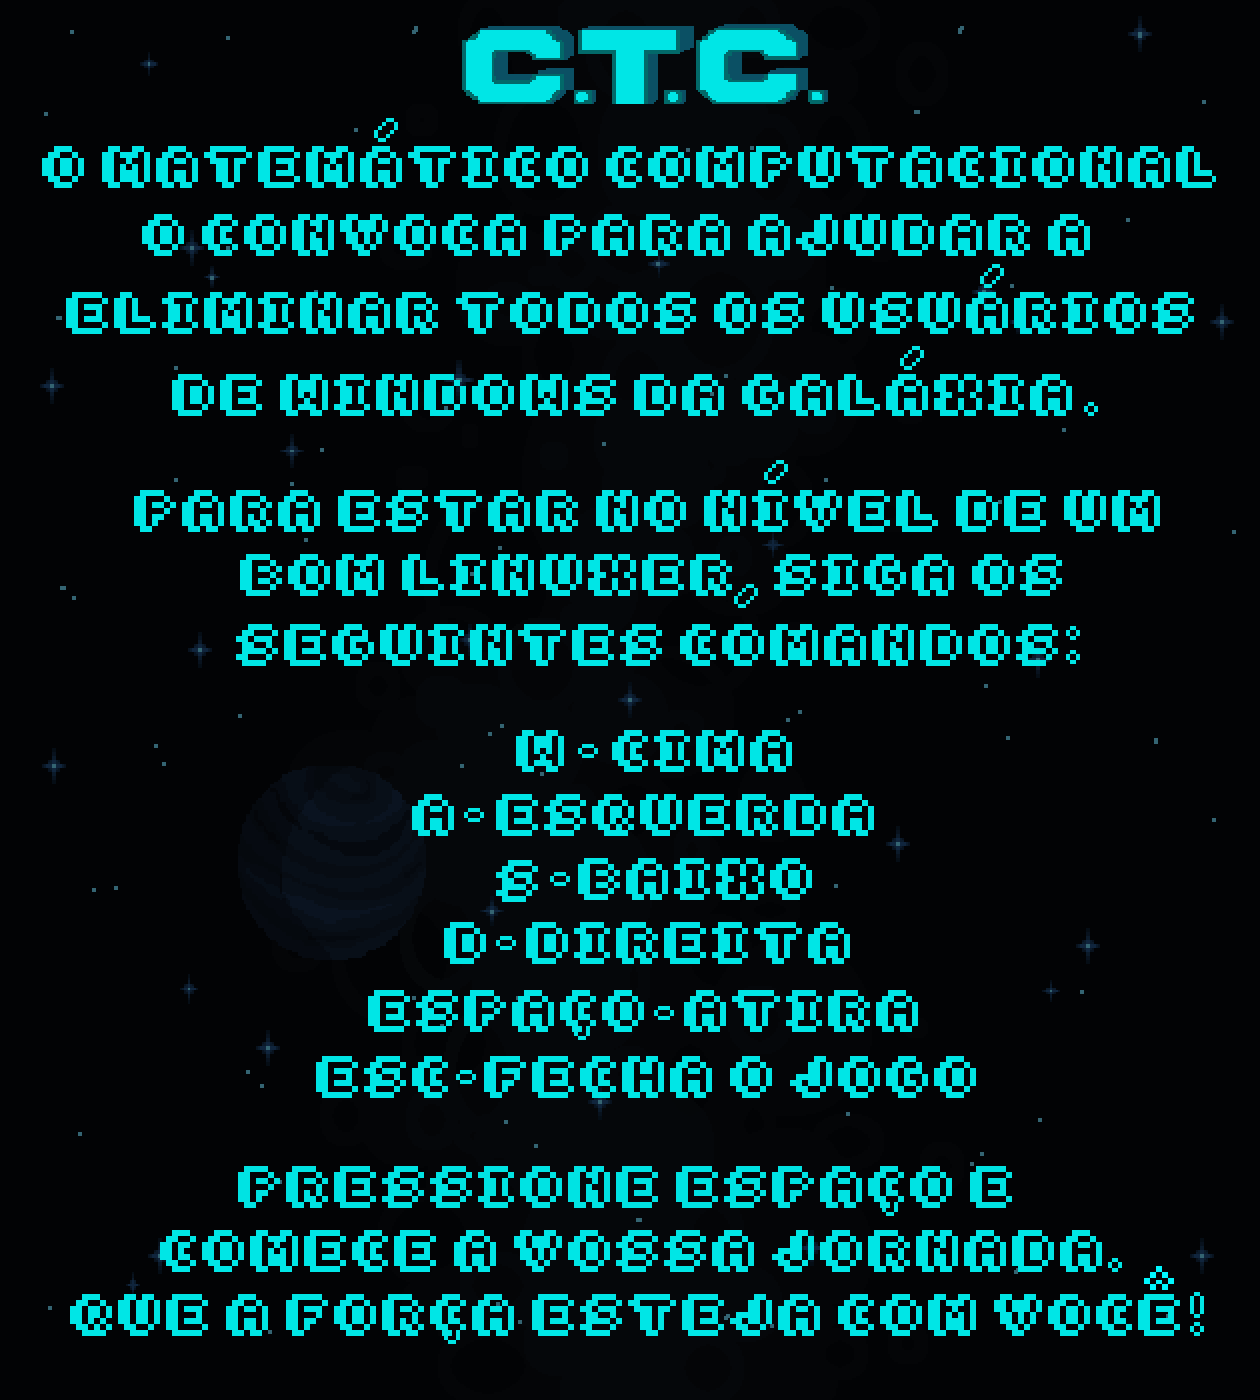 C.T.C.
O MATEMÁTICO COMPUTACIONAL
O CONVOCA PARA AJUDAR A
ELIMINAR TODOS OS USUÁRIOS
DE WINDOWS DA GALÁXIA.
PARA ESTAR NO NÍVEL DE UM
BOM LINUXER, SIGA OS
SEGUINTES COMANDOS:
W-CIMA
A-ESQUERDA
S-BAIXO
D-DIREITA
ESPAÇO-ATIRA
ESC-FECHA O JOGO
PRESSIONE ESPAÇO E
COMECE A VOSSA JORNADA.
QUE A FORÇA ESTEJA COM VOCÊ!